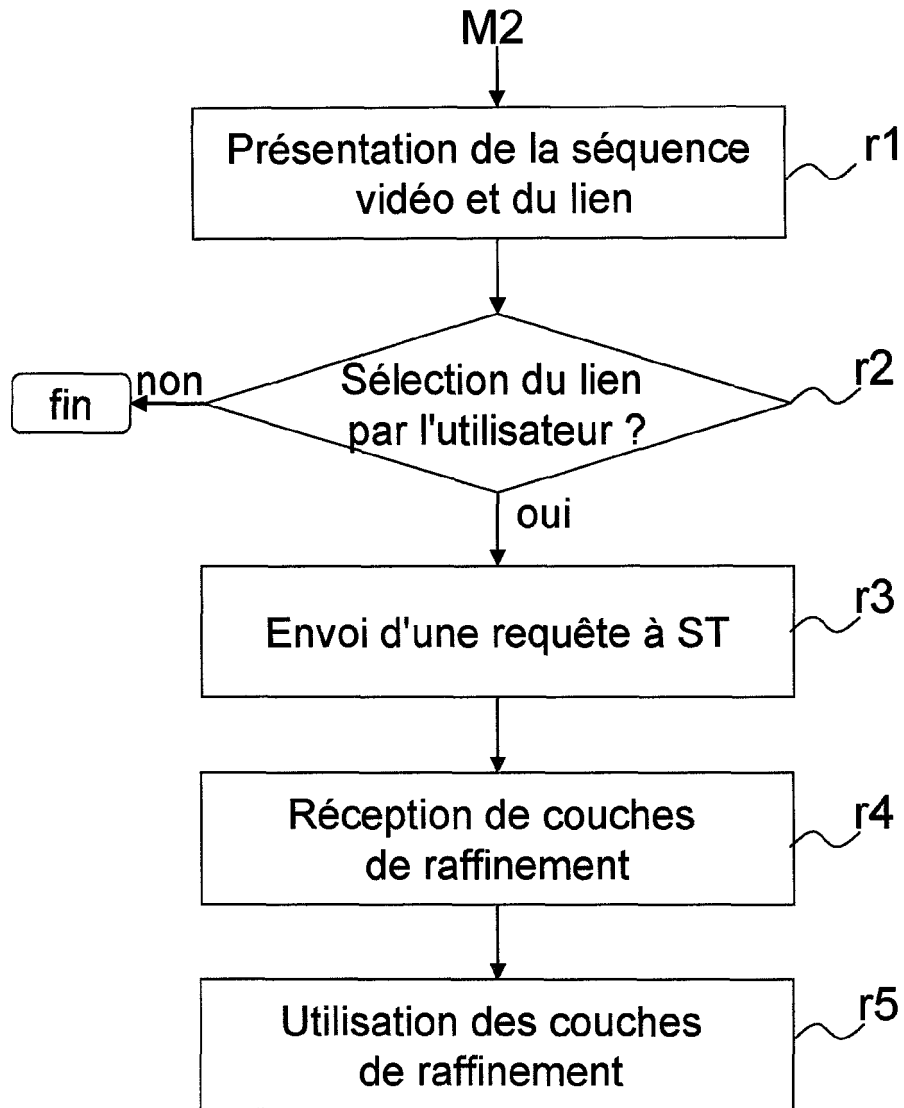 M2
Présentation de la séquence
vidéo et du lien
r1
Sélection du lien
par l'utilisateur ?
r2
non
fin
oui
Envoi d'une requête à ST
r3
Réception de couches
de raffinement
r4
Utilisation des couches
de raffinement
r5